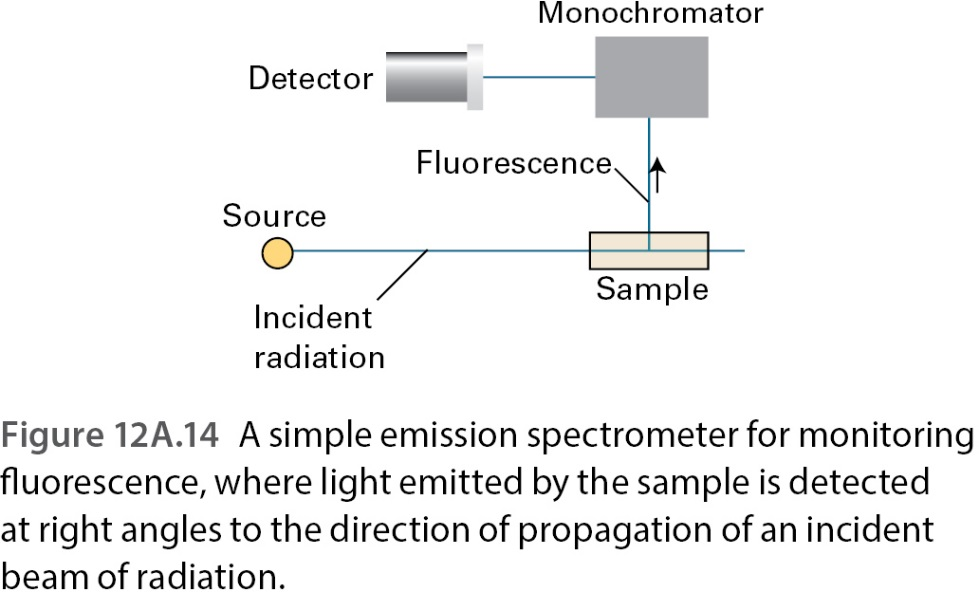 Monochromator
Detector
Fluorescence
Source
Sample
Incident
radiation
Figure 12A.14 A simple emission spectrometer for monitoring
fluorescence, where light emitted by the sample is detected
at right angles to the direction of propagation of an incident
beam of radiation.